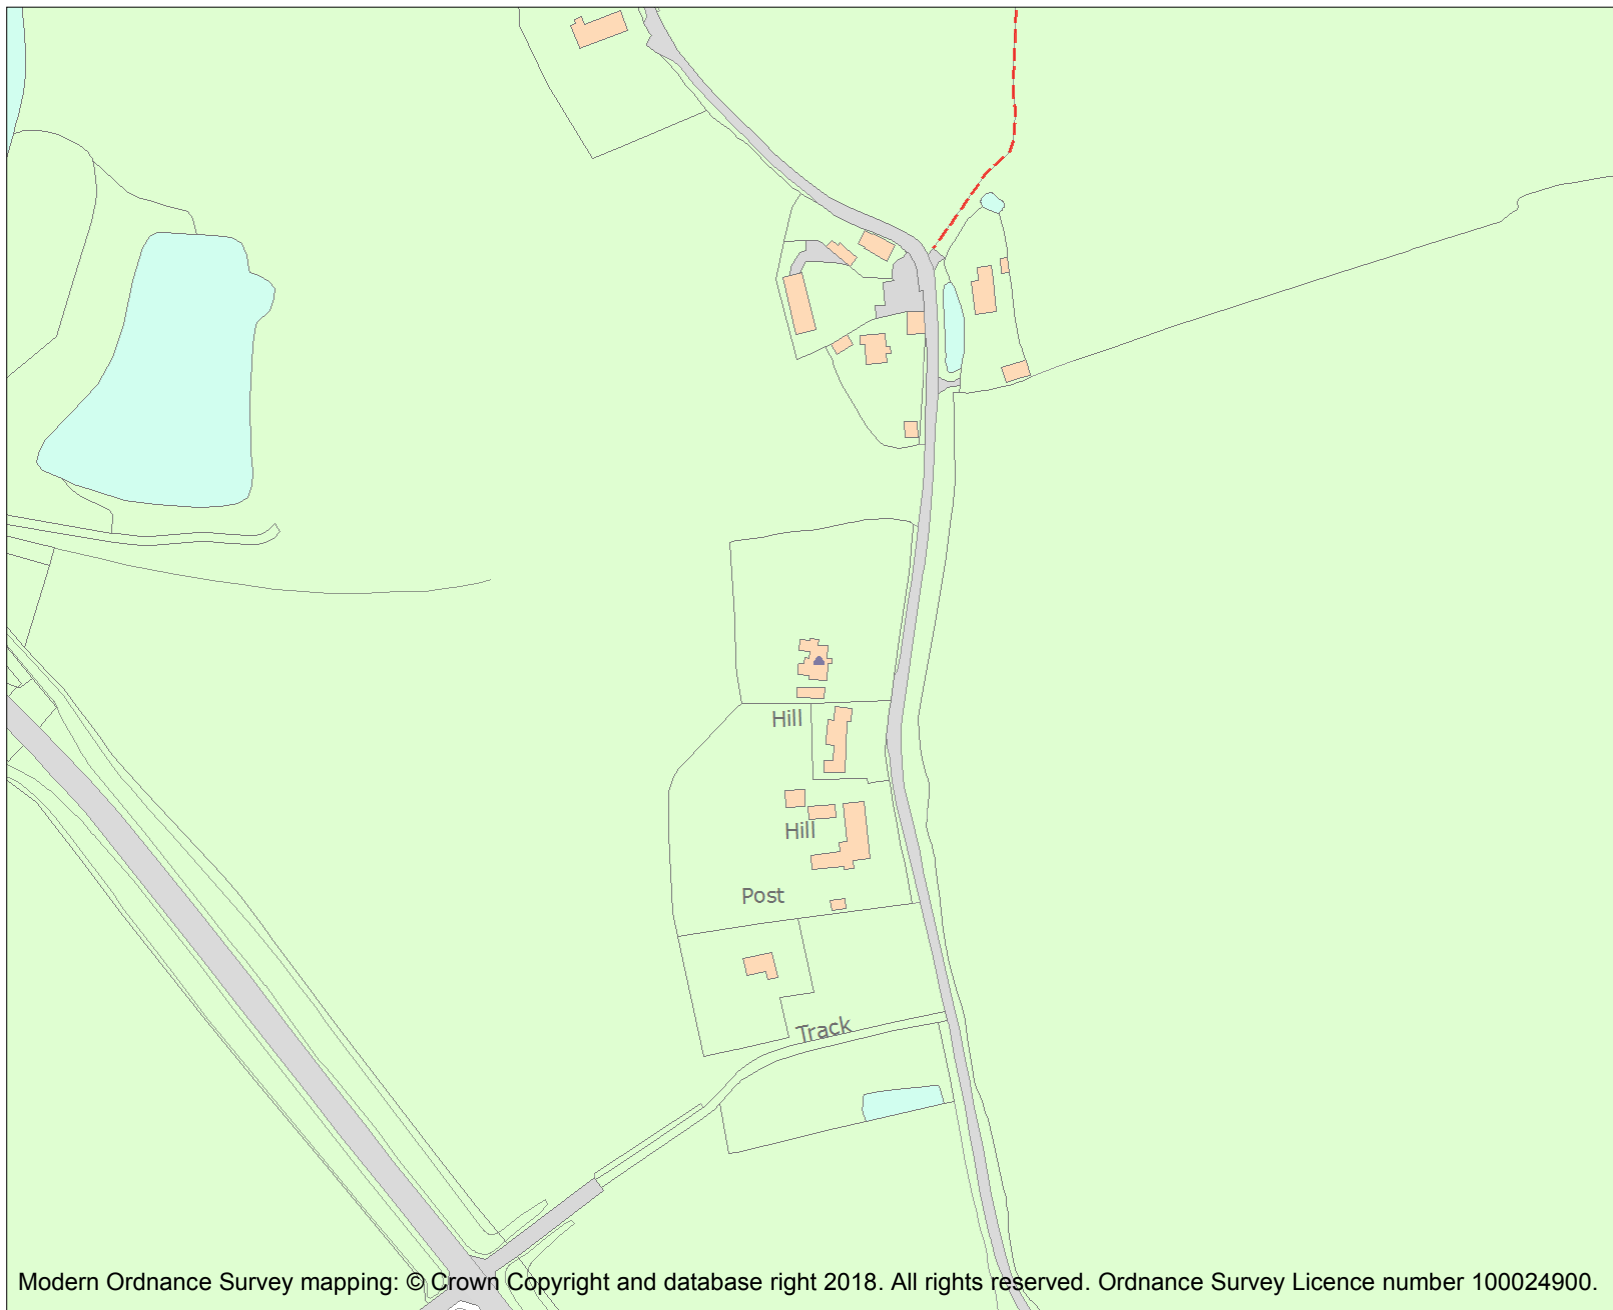 Hill
Hill
Post
Track
Modern Ordnance Survey mapping: © Crown Copyright and database right 2018. All rights reserved. Ordnance Survey Licence number 100024900.